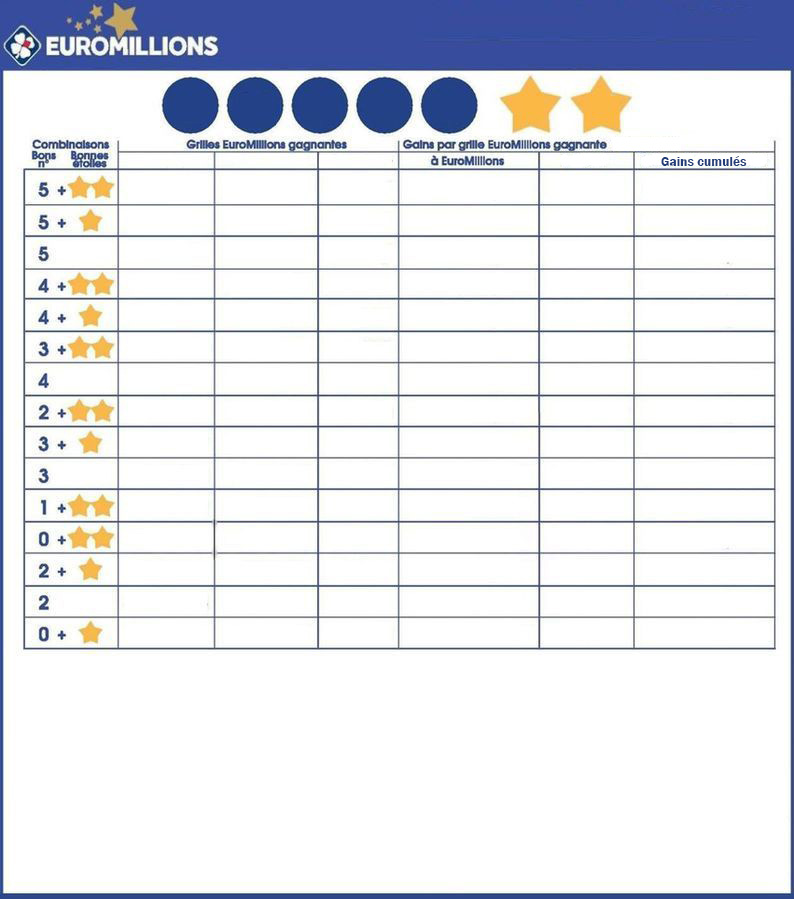 EUROMILLIONS
Combinaisons
Bons n°
Bonnes étoiles
Grilles EuroMillions gagnantes
Gains par grille EuroMillions gagnante
à EuroMillions
Gains cumulés
5 +
5 +
5
4 +
4 +
3 +
4
2 +
3 +
3
1 +
0 +
2 +
2
0 +